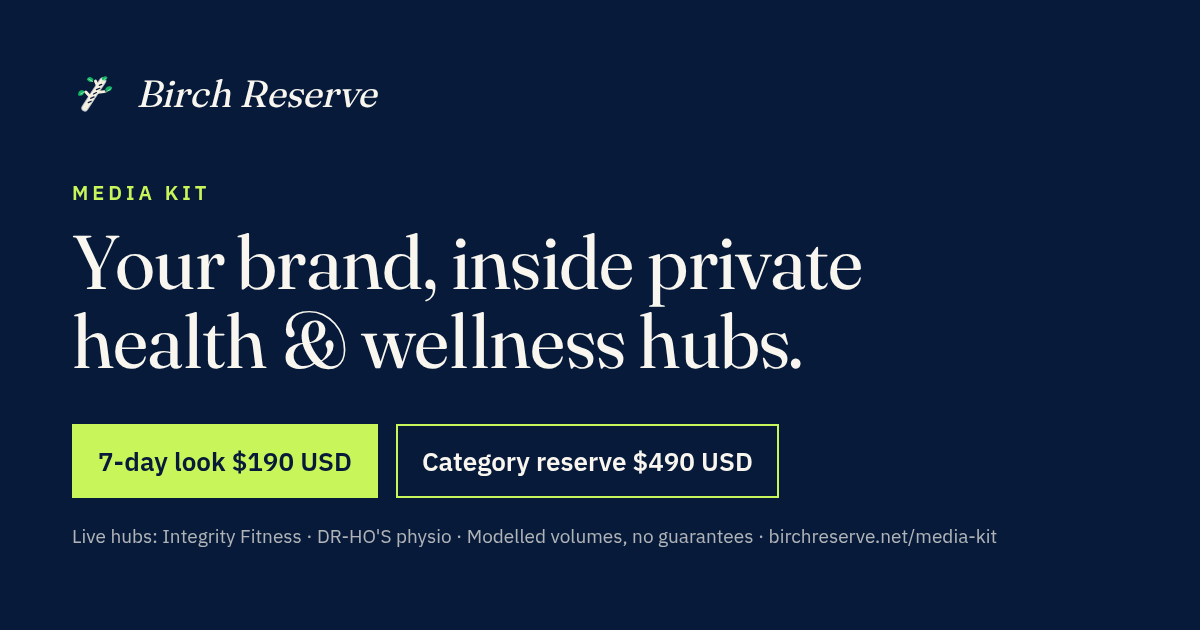 Birch Reserve
MEDIA KIT
Your brand, inside private
health & wellness hubs.
7-day look $190 USD
Category reserve $490 USD
Live hubs: Integrity Fitness · DR-HO'S physio · Modelled volumes, no guarantees · birchreserve.net/media-kit